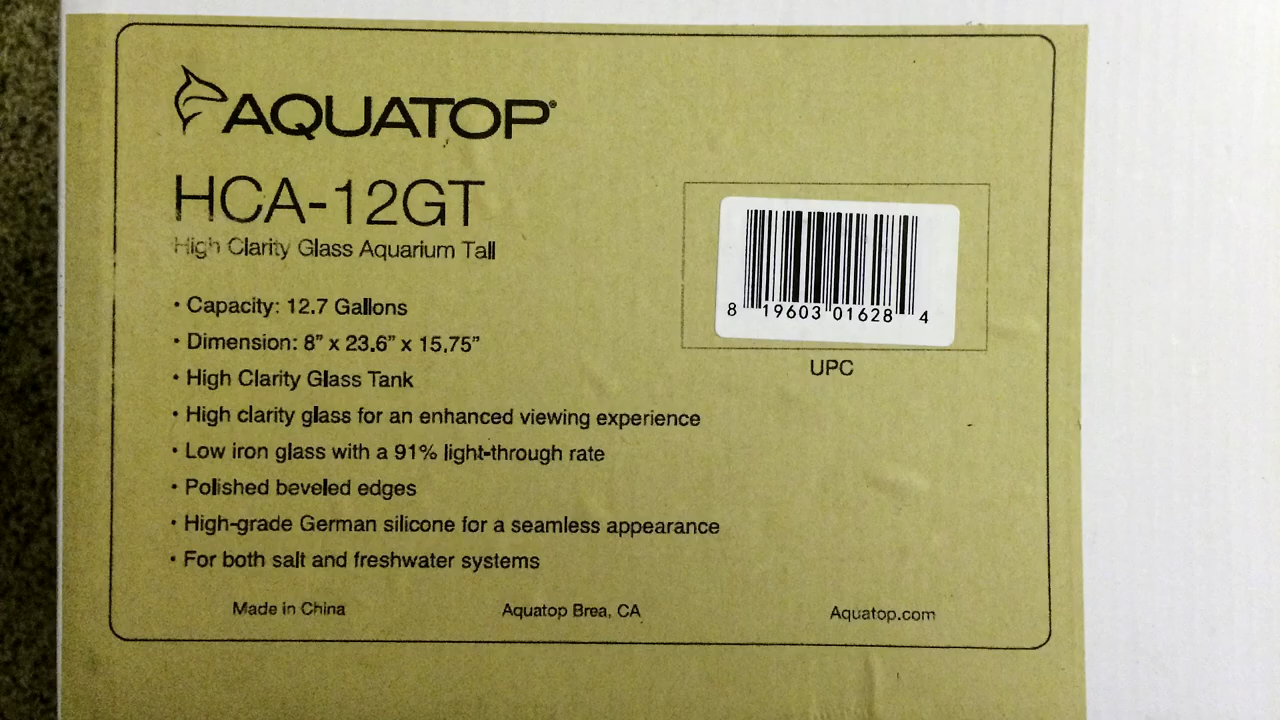 AQUATOP®
HCA-12GT
High Clarity Glass Aquarium Tall
• Capacity: 12.7 Gallons
• Dimension: 8” x 23.6” x 15.75”
• High Clarity Glass Tank
• High clarity glass for an enhanced viewing experience
• Low iron glass with a 91% light-through rate
• Polished beveled edges
• High-grade German silicone for a seamless appearance
• For both salt and freshwater systems
8 19603 01628 4
UPC
Made in China
Aquatop Brea, CA
Aquatop.com